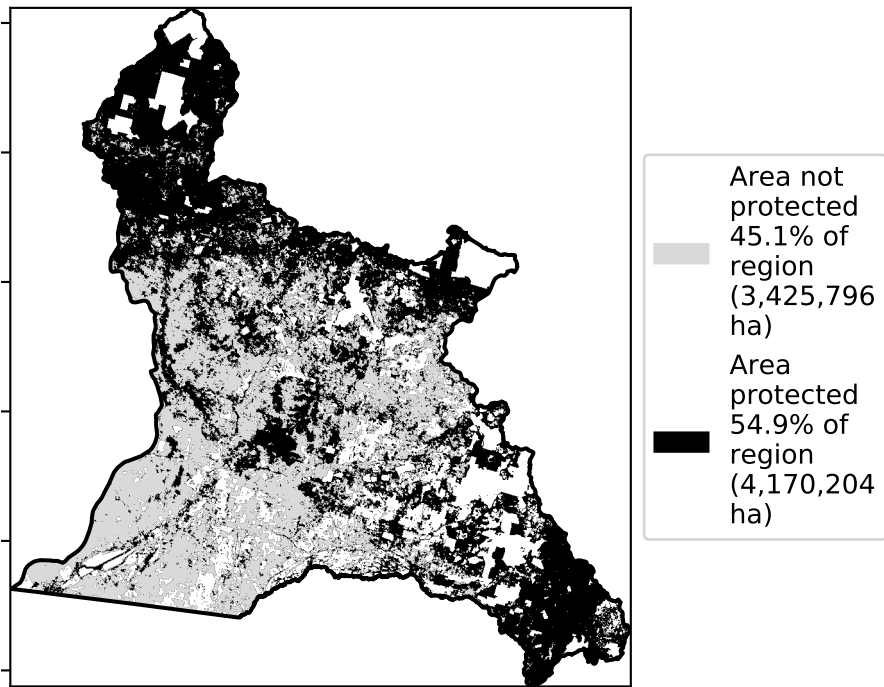 Area not
protected
45.1% of
region
(3,425,796
ha)
Area
protected
54.9% of
region
(4,170,204
ha)